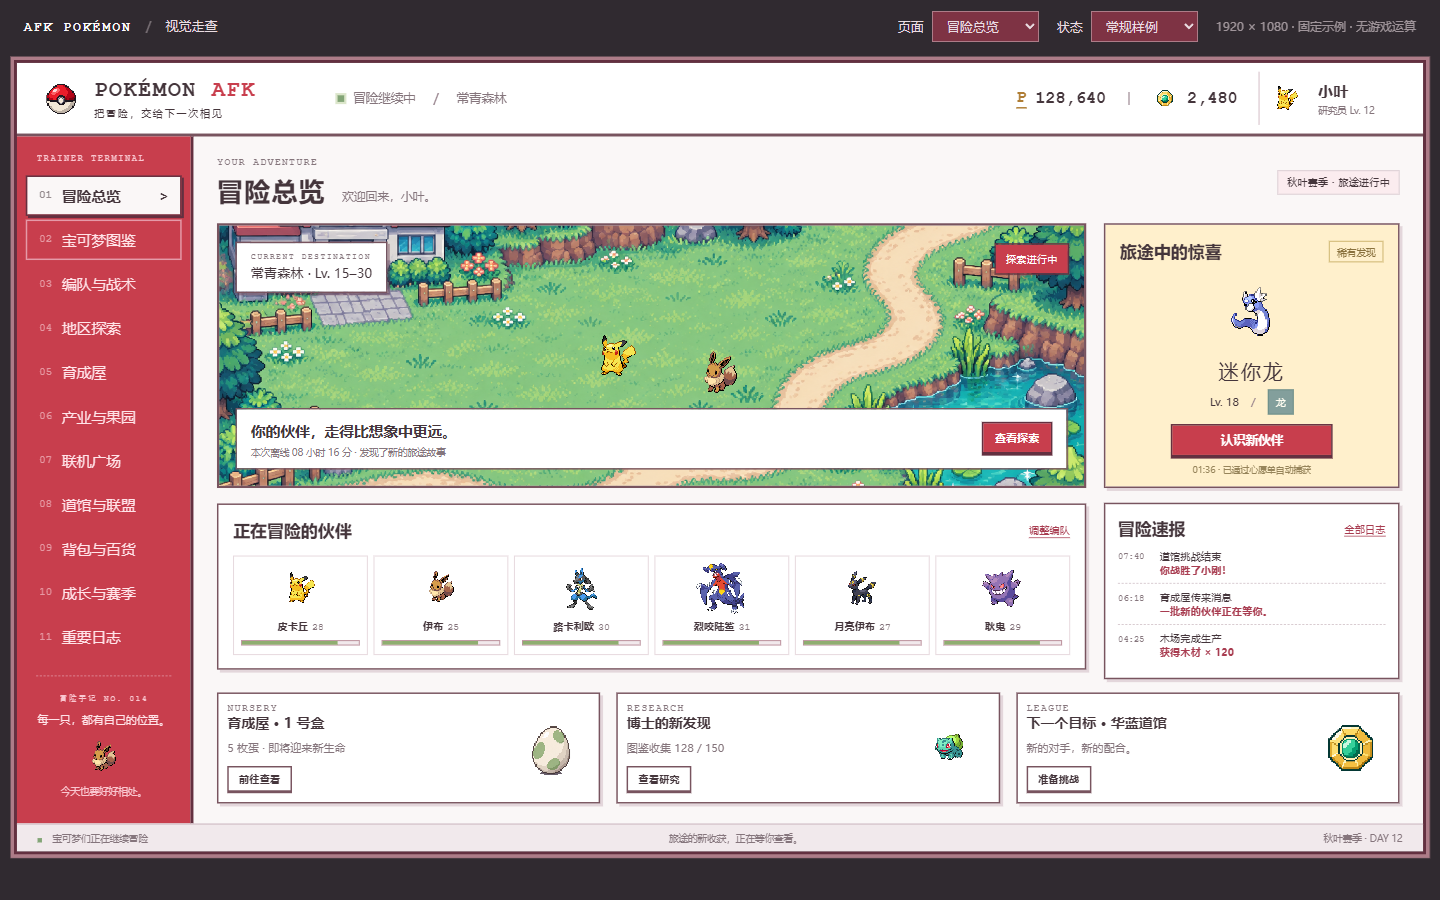 AFK POKÉMON / 视觉走查
页面 冒险总览 状态 常规样例 1920 × 1080 · 固定示例 · 无游戏运算
POKÉMON AFK
把冒险，交给下一次相见
冒险继续中 / 常青森林
P 128,640 | 2,480
小叶
研究员 Lv. 12
TRAINER TERMINAL
01 冒险总览 >
02 宝可梦图鉴
03 编队与战术
04 地区探索
05 育成屋
06 产业与果园
07 联机广场
08 道馆与联盟
09 背包与百货
10 成长与赛季
11 重要日志
冒险手记 NO. 014
每一只，都有自己的位置。
今天也要好好相处。
YOUR ADVENTURE
冒险总览 欢迎回来，小叶。
秋叶赛季 · 旅途进行中
CURRENT DESTINATION
常青森林 · Lv. 15–30
探索进行中
你的伙伴，走得比想象中更远。
本次离线 08 小时 16 分 · 发现了新的旅途故事
查看探索
旅途中的惊喜
稀有发现
迷你龙
Lv. 18 / 龙
认识新伙伴
01:36 · 已通过心愿单自动捕获
正在冒险的伙伴
调整编队
皮卡丘 28
伊布 25
路卡利欧 30
烈咬陆鲨 31
月亮伊布 27
耿鬼 29
冒险速报
全部日志
07:40 道馆挑战结束
你战胜了小刚！
06:18 育成屋传来消息
一批新的伙伴正在等你。
04:25 木场完成生产
获得木材 × 120
NURSERY
育成屋 • 1 号盒
5 枚蛋 · 即将迎来新生命
前往查看
RESEARCH
博士的新发现
图鉴收集 128 / 150
查看研究
LEAGUE
下一个目标 • 华蓝道馆
新的对手，新的配合。
准备挑战
宝可梦们正在继续冒险
旅途的新收获，正在等你查看。
秋叶赛季 · DAY 12